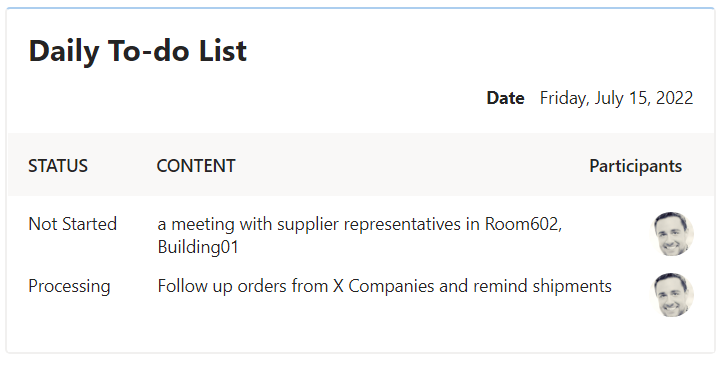 Daily To-do List
Date Friday, July 15, 2022
STATUS CONTENT Participants
Not Started a meeting with supplier representatives in Room602,
Building01
Processing Follow up orders from X Companies and remind shipments